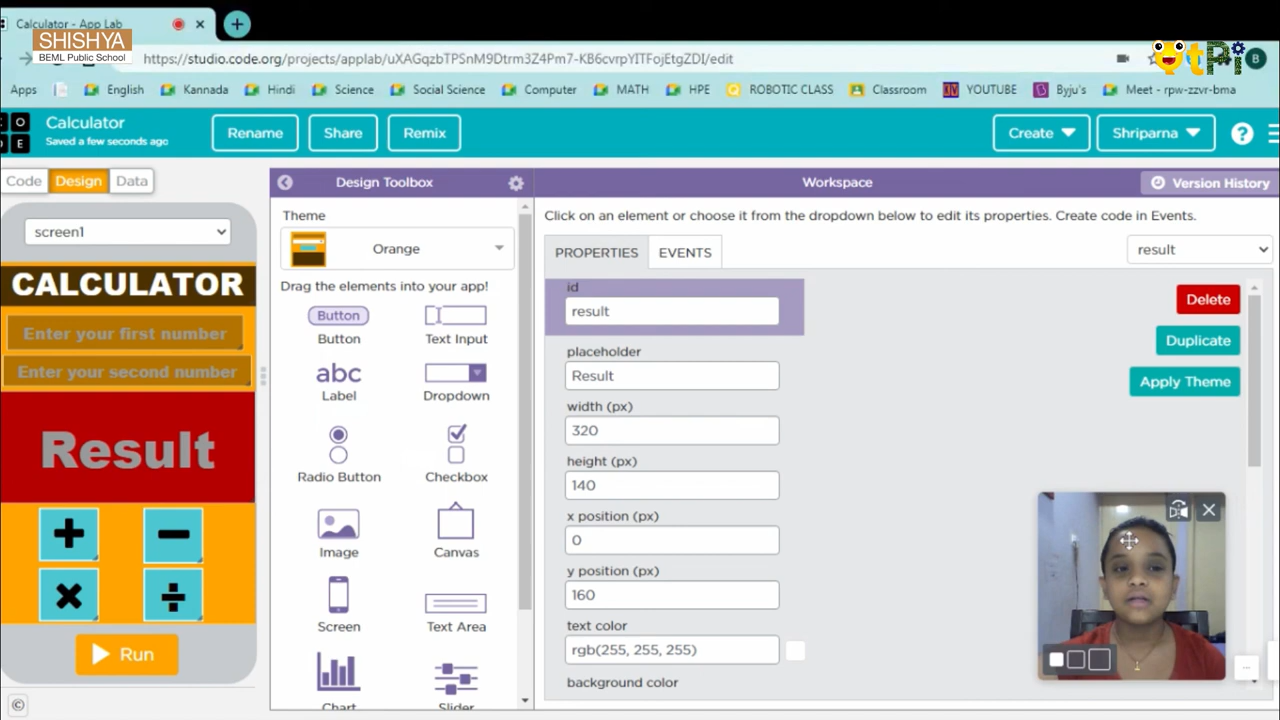 Calculator - App Lab
SHISHYA
BEML Public School
https://studio.code.org/projects/applab/uXAGqzbTPSnM9Dtrm3Z4Pm7-KB6cvrpYITFojEtgZDI/edit
tPi
B
Apps English Kannada Hindi Science Social Science Computer MATH HPE ROBOTIC CLASS Classroom YOUTUBE Byju's Meet - rpw-zzvr-bma
C O
D E
Calculator
Saved a few seconds ago
Rename Share Remix Create Shriparna ?
Code Design Data
Design Toolbox
Workspace
Version History
screen1
Theme
Orange
Click on an element or choose it from the dropdown below to edit its properties. Create code in Events.
PROPERTIES EVENTS
result
CALCULATOR
Enter your first number
Enter your second number
Result
+ −
× ÷
Run
©
Drag the elements into your app!
Button
Button
Text Input
abc
Label
Dropdown
Radio Button
Checkbox
Image
Canvas
Screen
Text Area
Chart
Slider
id
result
placeholder
Result
width (px)
320
height (px)
140
x position (px)
0
y position (px)
160
text color
rgb(255, 255, 255)
background color
Delete
Duplicate
Apply Theme